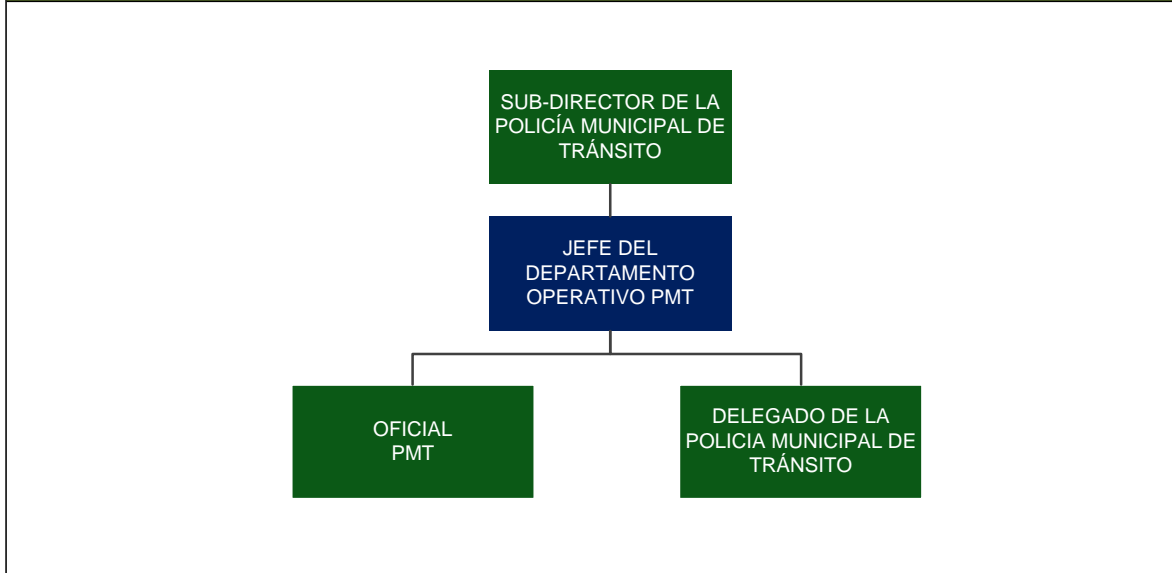 SUB-DIRECTOR DE LA
POLICÍA MUNICIPAL DE
TRÁNSITO
JEFE DEL
DEPARTAMENTO
OPERATIVO PMT
OFICIAL
PMT
DELEGADO DE LA
POLICIA MUNICIPAL DE
TRÁNSITO